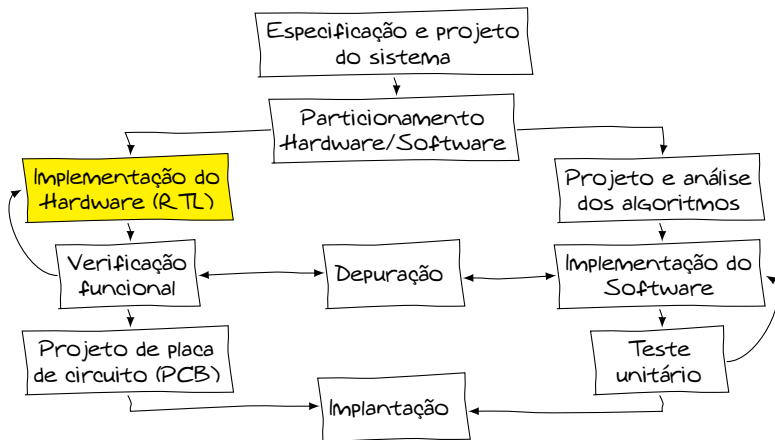 Especificação e projeto
do sistema
Particionamento
Hardware/Software
Implementação do
Hardware (RTL)
Projeto e análise
dos algoritmos
Verificação
funcional
Depuração
Implementação do
Software
Projeto de placa
de circuito (PCB)
Teste
unitário
Implantação